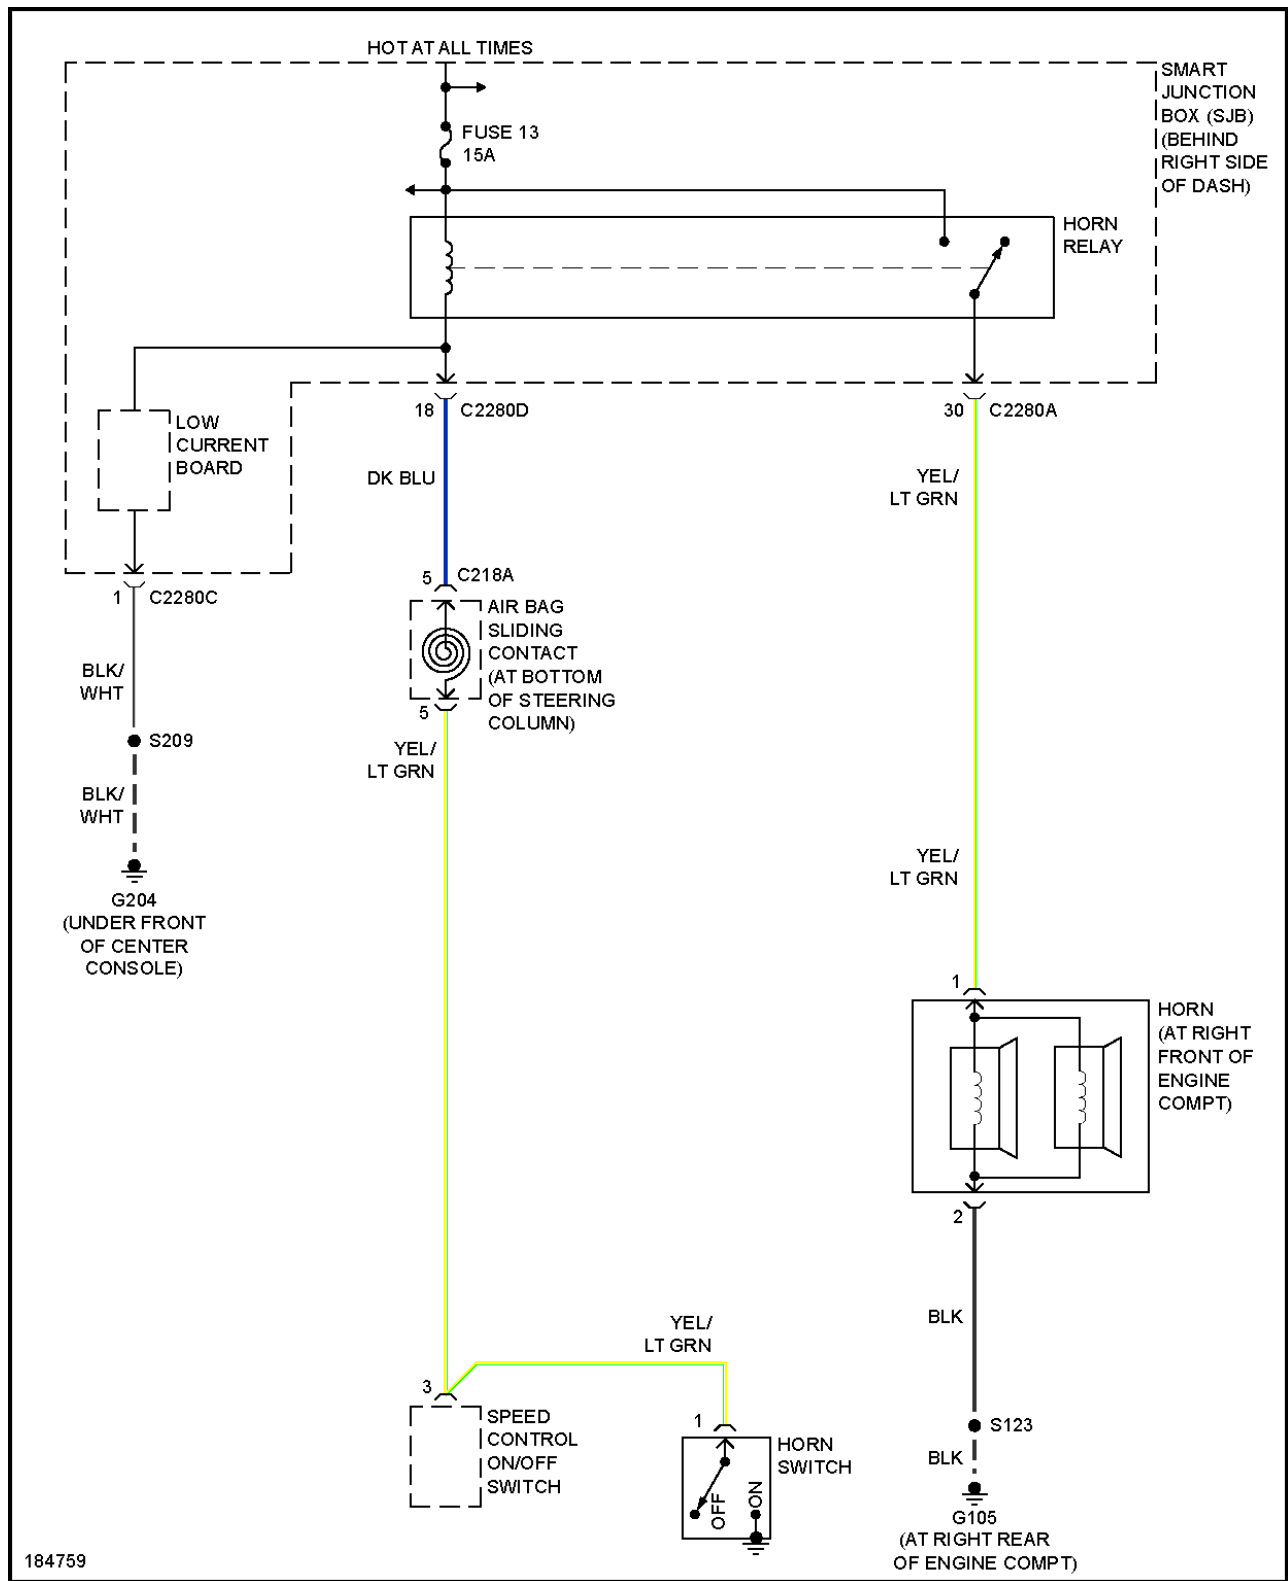 HOT AT ALL TIMES
SMART
JUNCTION
BOX (SJB)
(BEHIND
RIGHT SIDE
OF DASH)
FUSE 13
15A
HORN
RELAY
18 C2280D
30 C2280A
LOW
CURRENT
BOARD
DK BLU
YEL/
LT GRN
5 C218A
1 C2280C
AIR BAG
SLIDING
CONTACT
(AT BOTTOM
OF STEERING
COLUMN)
BLK/
WHT
5
S209
YEL/
LT GRN
BLK/
WHT
YEL/
LT GRN
G204
(UNDER FRONT
OF CENTER
CONSOLE)
1
HORN
(AT RIGHT
FRONT OF
ENGINE
COMPT)
2
BLK
YEL/
LT GRN
3
SPEED
CONTROL
ON/OFF
SWITCH
1
HORN
SWITCH
OFF
ON
S123
BLK
G105
(AT RIGHT REAR
OF ENGINE COMPT)
184759